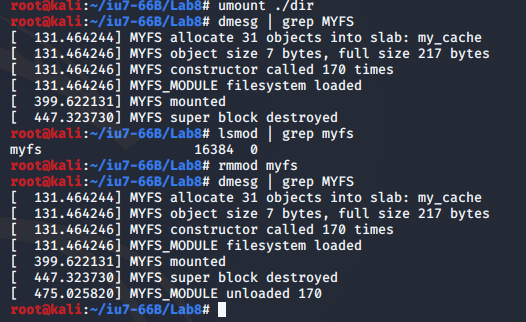 root@kali:~/iu7-66B/Lab8# umount ./dir
root@kali:~/iu7-66B/Lab8# dmesg | grep MYFS
[  131.464244] MYFS allocate 31 objects into slab: my_cache
[  131.464246] MYFS object size 7 bytes, full size 217 bytes
[  131.464246] MYFS constructor called 170 times
[  131.464246] MYFS_MODULE filesystem loaded
[  399.622131] MYFS mounted
[  447.323730] MYFS super block destroyed
root@kali:~/iu7-66B/Lab8# lsmod | grep myfs
myfs                   16384  0
root@kali:~/iu7-66B/Lab8# rmmod myfs
root@kali:~/iu7-66B/Lab8# dmesg | grep MYFS
[  131.464244] MYFS allocate 31 objects into slab: my_cache
[  131.464246] MYFS object size 7 bytes, full size 217 bytes
[  131.464246] MYFS constructor called 170 times
[  131.464246] MYFS_MODULE filesystem loaded
[  399.622131] MYFS mounted
[  447.323730] MYFS super block destroyed
[  475.025820] MYFS_MODULE unloaded 170
root@kali:~/iu7-66B/Lab8#